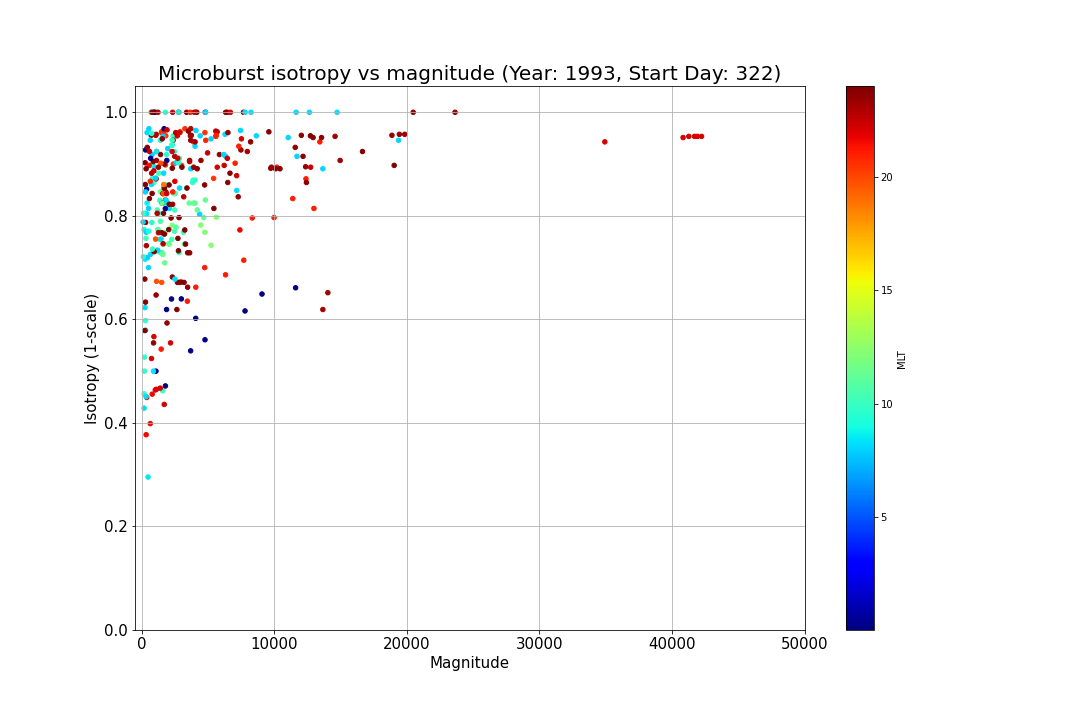 Microburst isotropy vs magnitude (Year: 1993, Start Day: 322)
1.0
0.8
0.6
0.4
0.2
0.0
Isotropy (1-scale)
0 10000 20000 30000 40000 50000
Magnitude
20
15
10
5
MLT